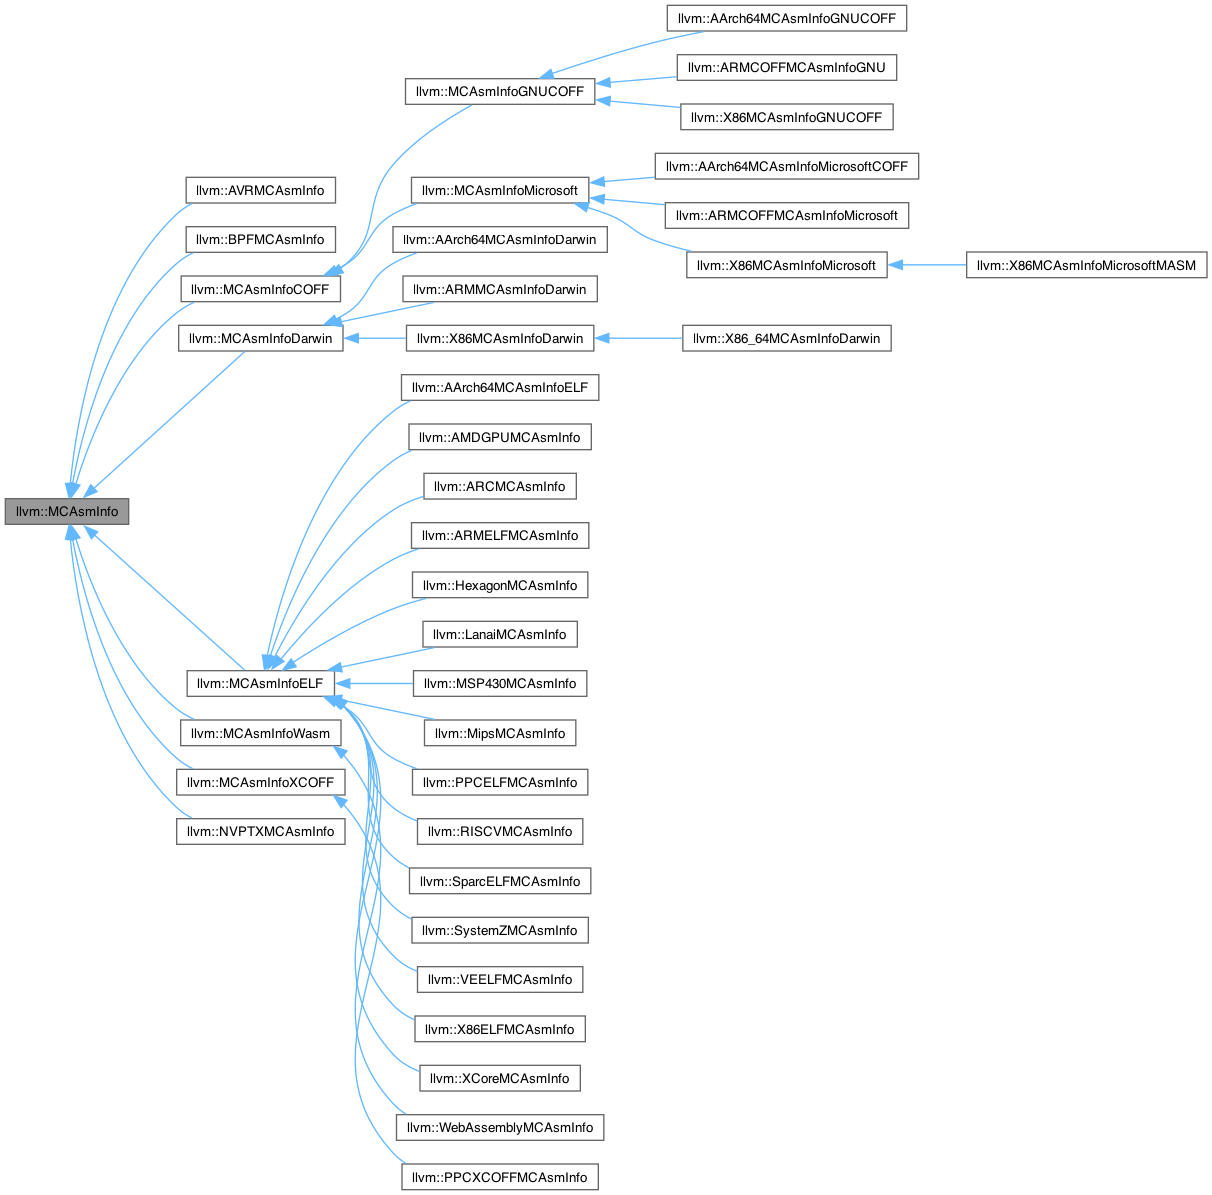 llvm::AArch64MCAsmInfoGNUCOFF
llvm::ARMCOFFMCAsmInfoGNU
llvm::MCAsmInfoGNUCOFF
llvm::X86MCAsmInfoGNUCOFF
llvm::AArch64MCAsmInfoMicrosoftCOFF
llvm::AVRMCAsmInfo
llvm::MCAsmInfoMicrosoft
llvm::ARMCOFFMCAsmInfoMicrosoft
llvm::BPFMCAsmInfo
llvm::AArch64MCAsmInfoDarwin
llvm::X86MCAsmInfoMicrosoft
llvm::X86MCAsmInfoMicrosoftMASM
llvm::MCAsmInfoCOFF
llvm::ARMMCAsmInfoDarwin
llvm::MCAsmInfoDarwin
llvm::X86MCAsmInfoDarwin
llvm::X86_64MCAsmInfoDarwin
llvm::AArch64MCAsmInfoELF
llvm::AMDGPUMCAsmInfo
llvm::ARCMCAsmInfo
llvm::MCAsmInfo
llvm::ARMELFMCAsmInfo
llvm::HexagonMCAsmInfo
llvm::LanaiMCAsmInfo
llvm::MCAsmInfoELF
llvm::MSP430MCAsmInfo
llvm::MCAsmInfoWasm
llvm::MipsMCAsmInfo
llvm::MCAsmInfoXCOFF
llvm::PPCELFMCAsmInfo
llvm::NVPTXMCAsmInfo
llvm::RISCVMCAsmInfo
llvm::SparcELFMCAsmInfo
llvm::SystemZMCAsmInfo
llvm::VEELFMCAsmInfo
llvm::X86ELFMCAsmInfo
llvm::XCoreMCAsmInfo
llvm::WebAssemblyMCAsmInfo
llvm::PPCXCOFFMCAsmInfo